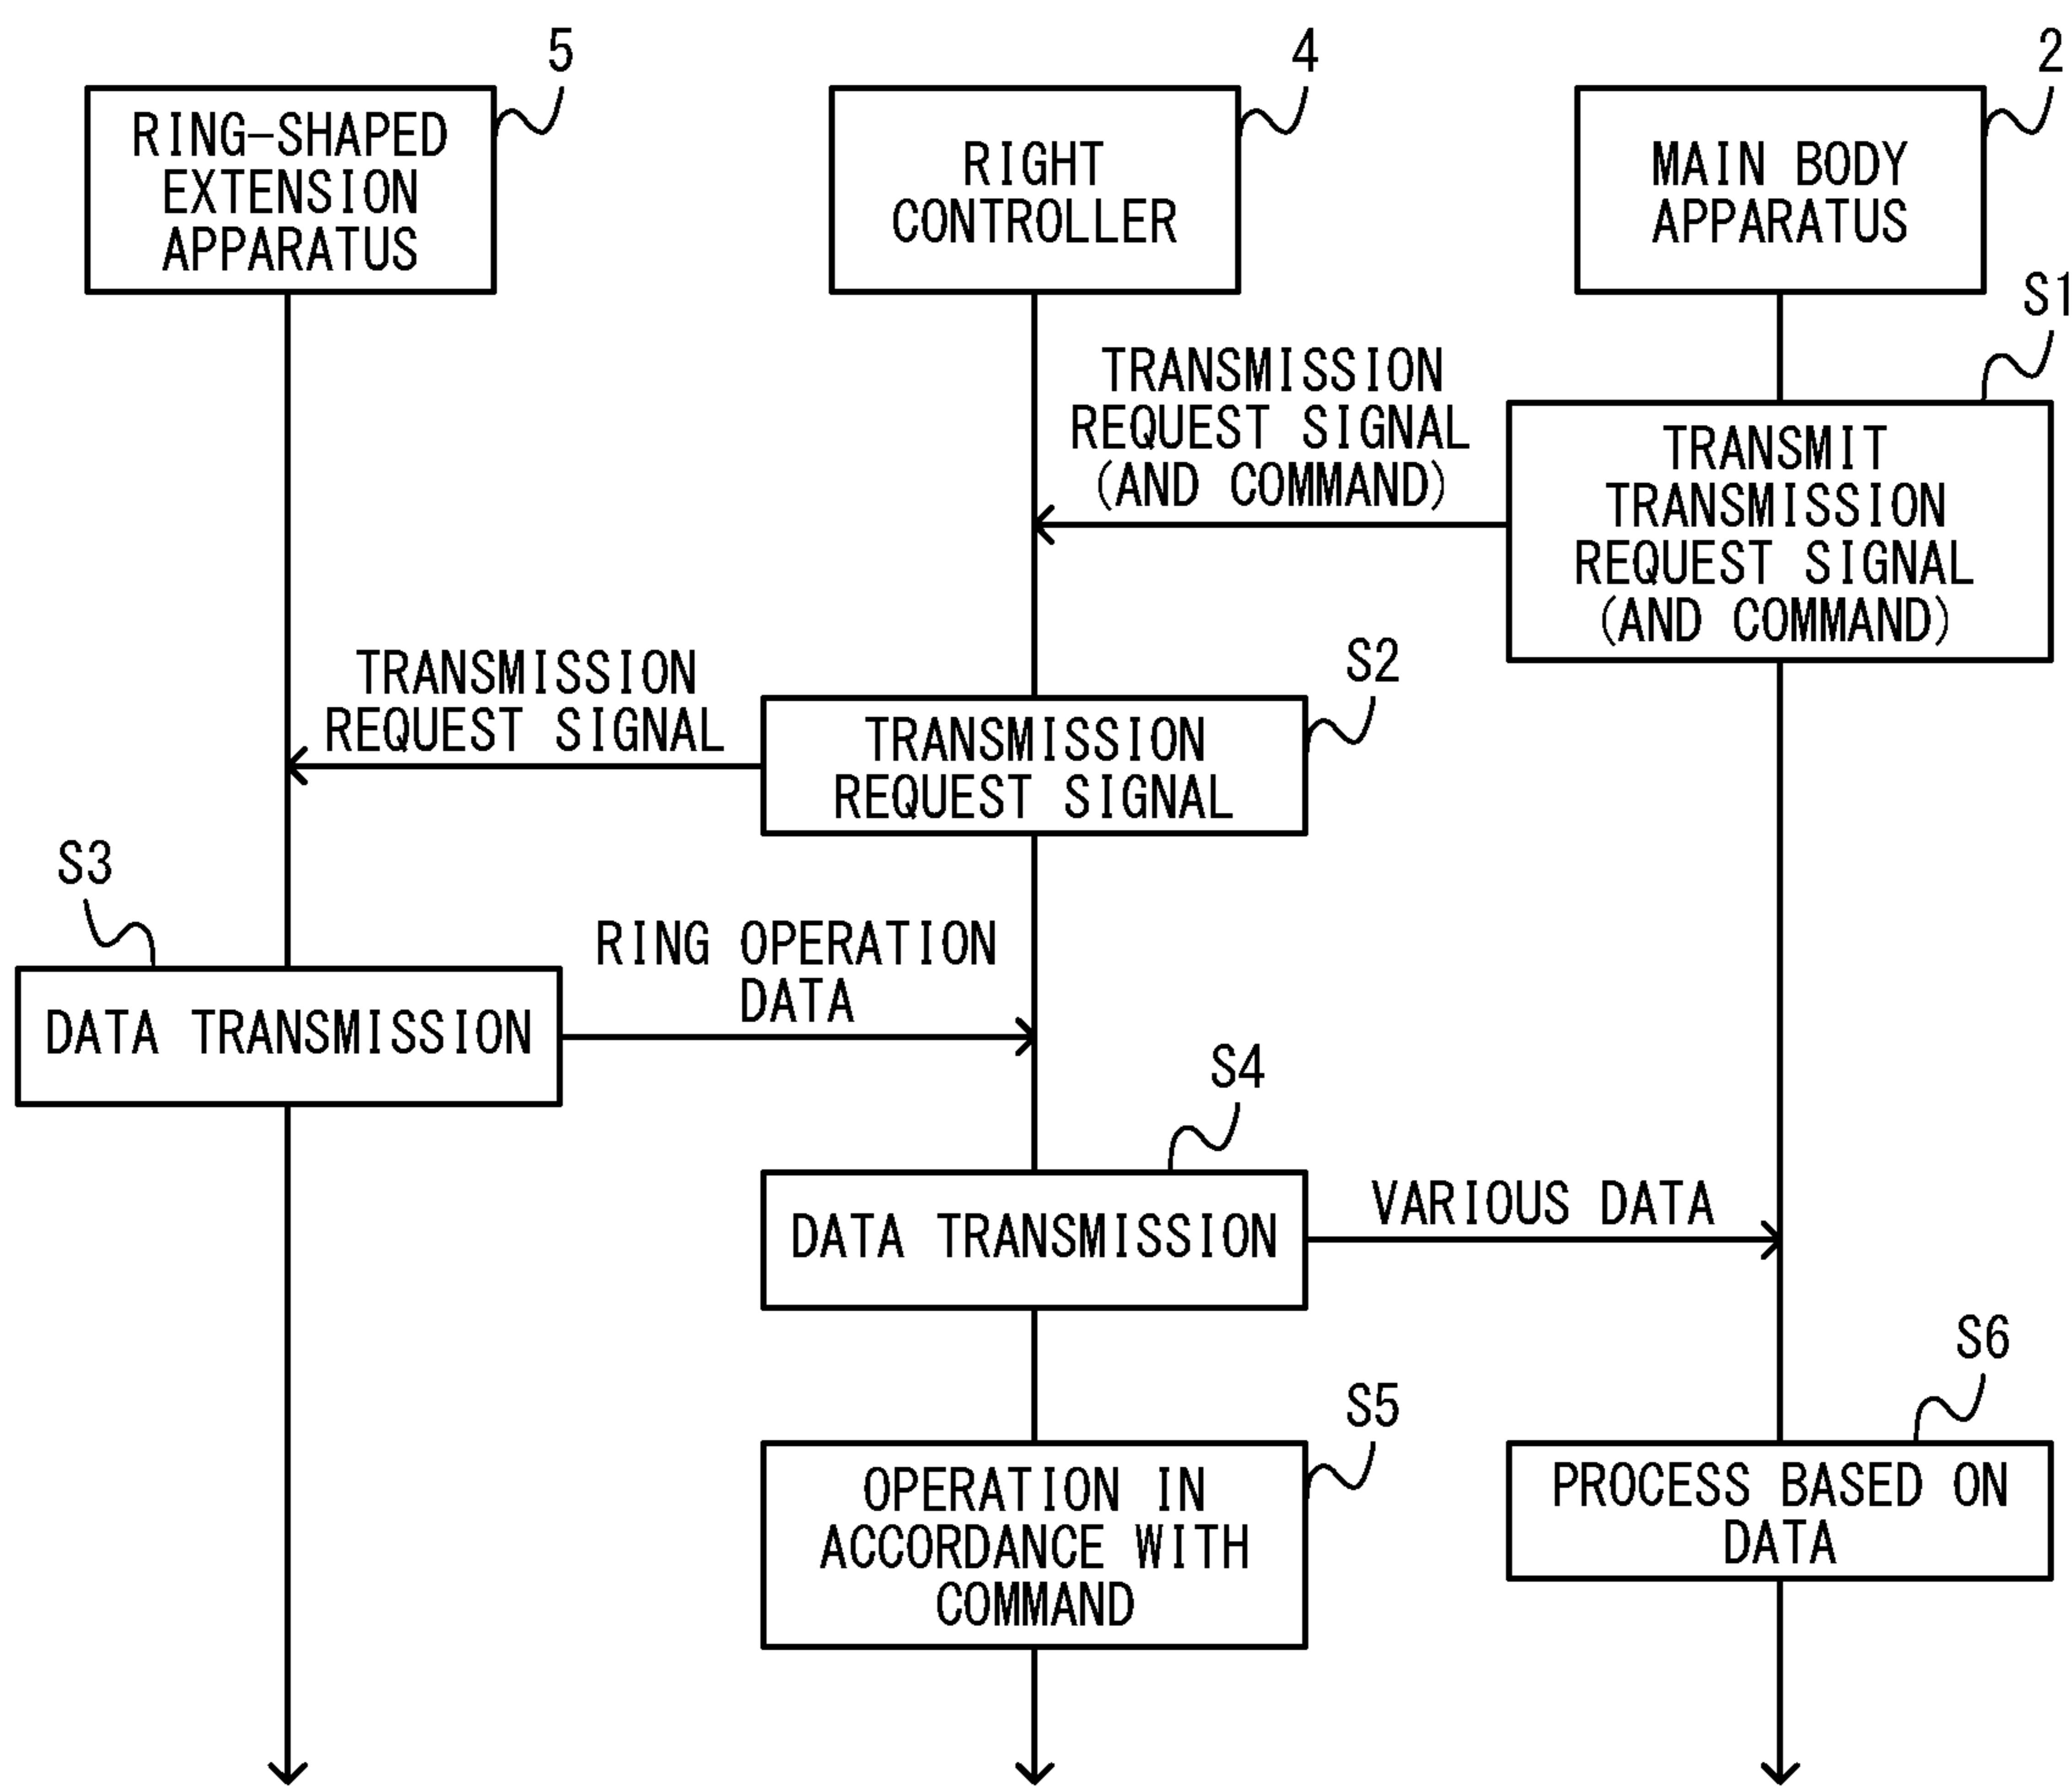 5
4
2
RING-SHAPED
EXTENSION
APPARATUS
RIGHT
CONTROLLER
MAIN BODY
APPARATUS
S1
TRANSMISSION
REQUEST SIGNAL
(AND COMMAND)
TRANSMIT
TRANSMISSION
REQUEST SIGNAL
(AND COMMAND)
S2
TRANSMISSION
REQUEST SIGNAL
TRANSMISSION
REQUEST SIGNAL
S3
RING OPERATION
DATA
DATA TRANSMISSION
S4
DATA TRANSMISSION
VARIOUS DATA
S5
OPERATION IN
ACCORDANCE WITH
COMMAND
S6
PROCESS BASED ON
DATA